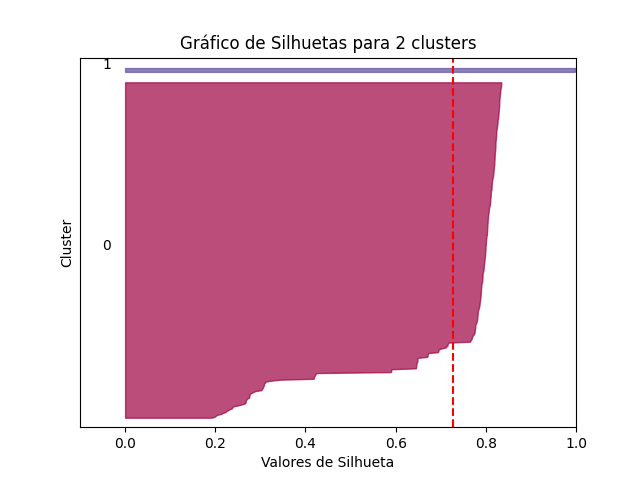 Gráfico de Silhuetas para 2 clusters
1
0
Cluster
0.0 0.2 0.4 0.6 0.8 1.0
Valores de Silhueta